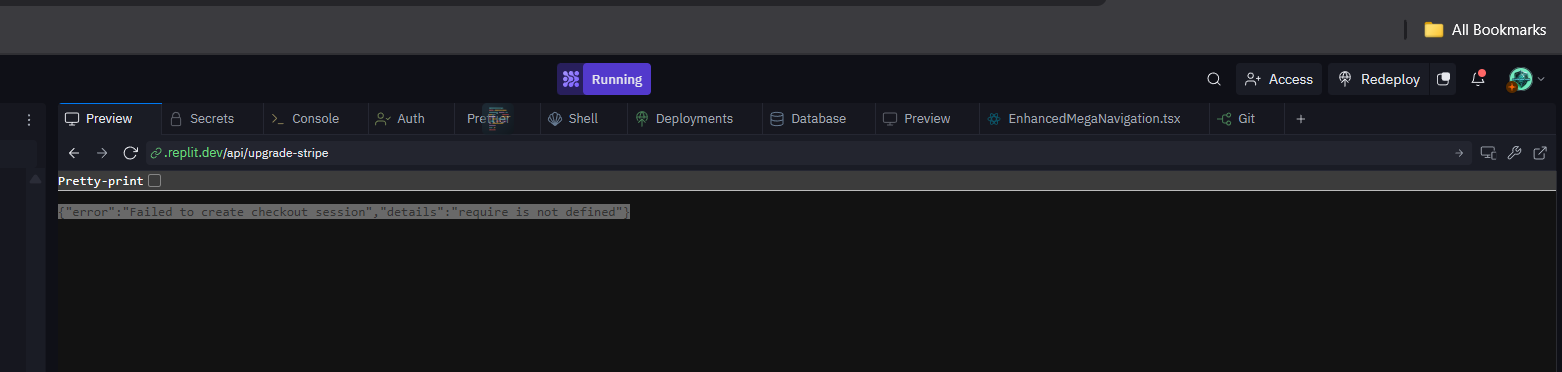 All Bookmarks
Running
Access
Redeploy
Preview
Secrets
Console
Auth
Prettier
Shell
Deployments
Database
Preview
EnhancedMegaNavigation.tsx
Git
.replit.dev/api/upgrade-stripe
Pretty-print
{"error":"Failed to create checkout session","details":"require is not defined"}